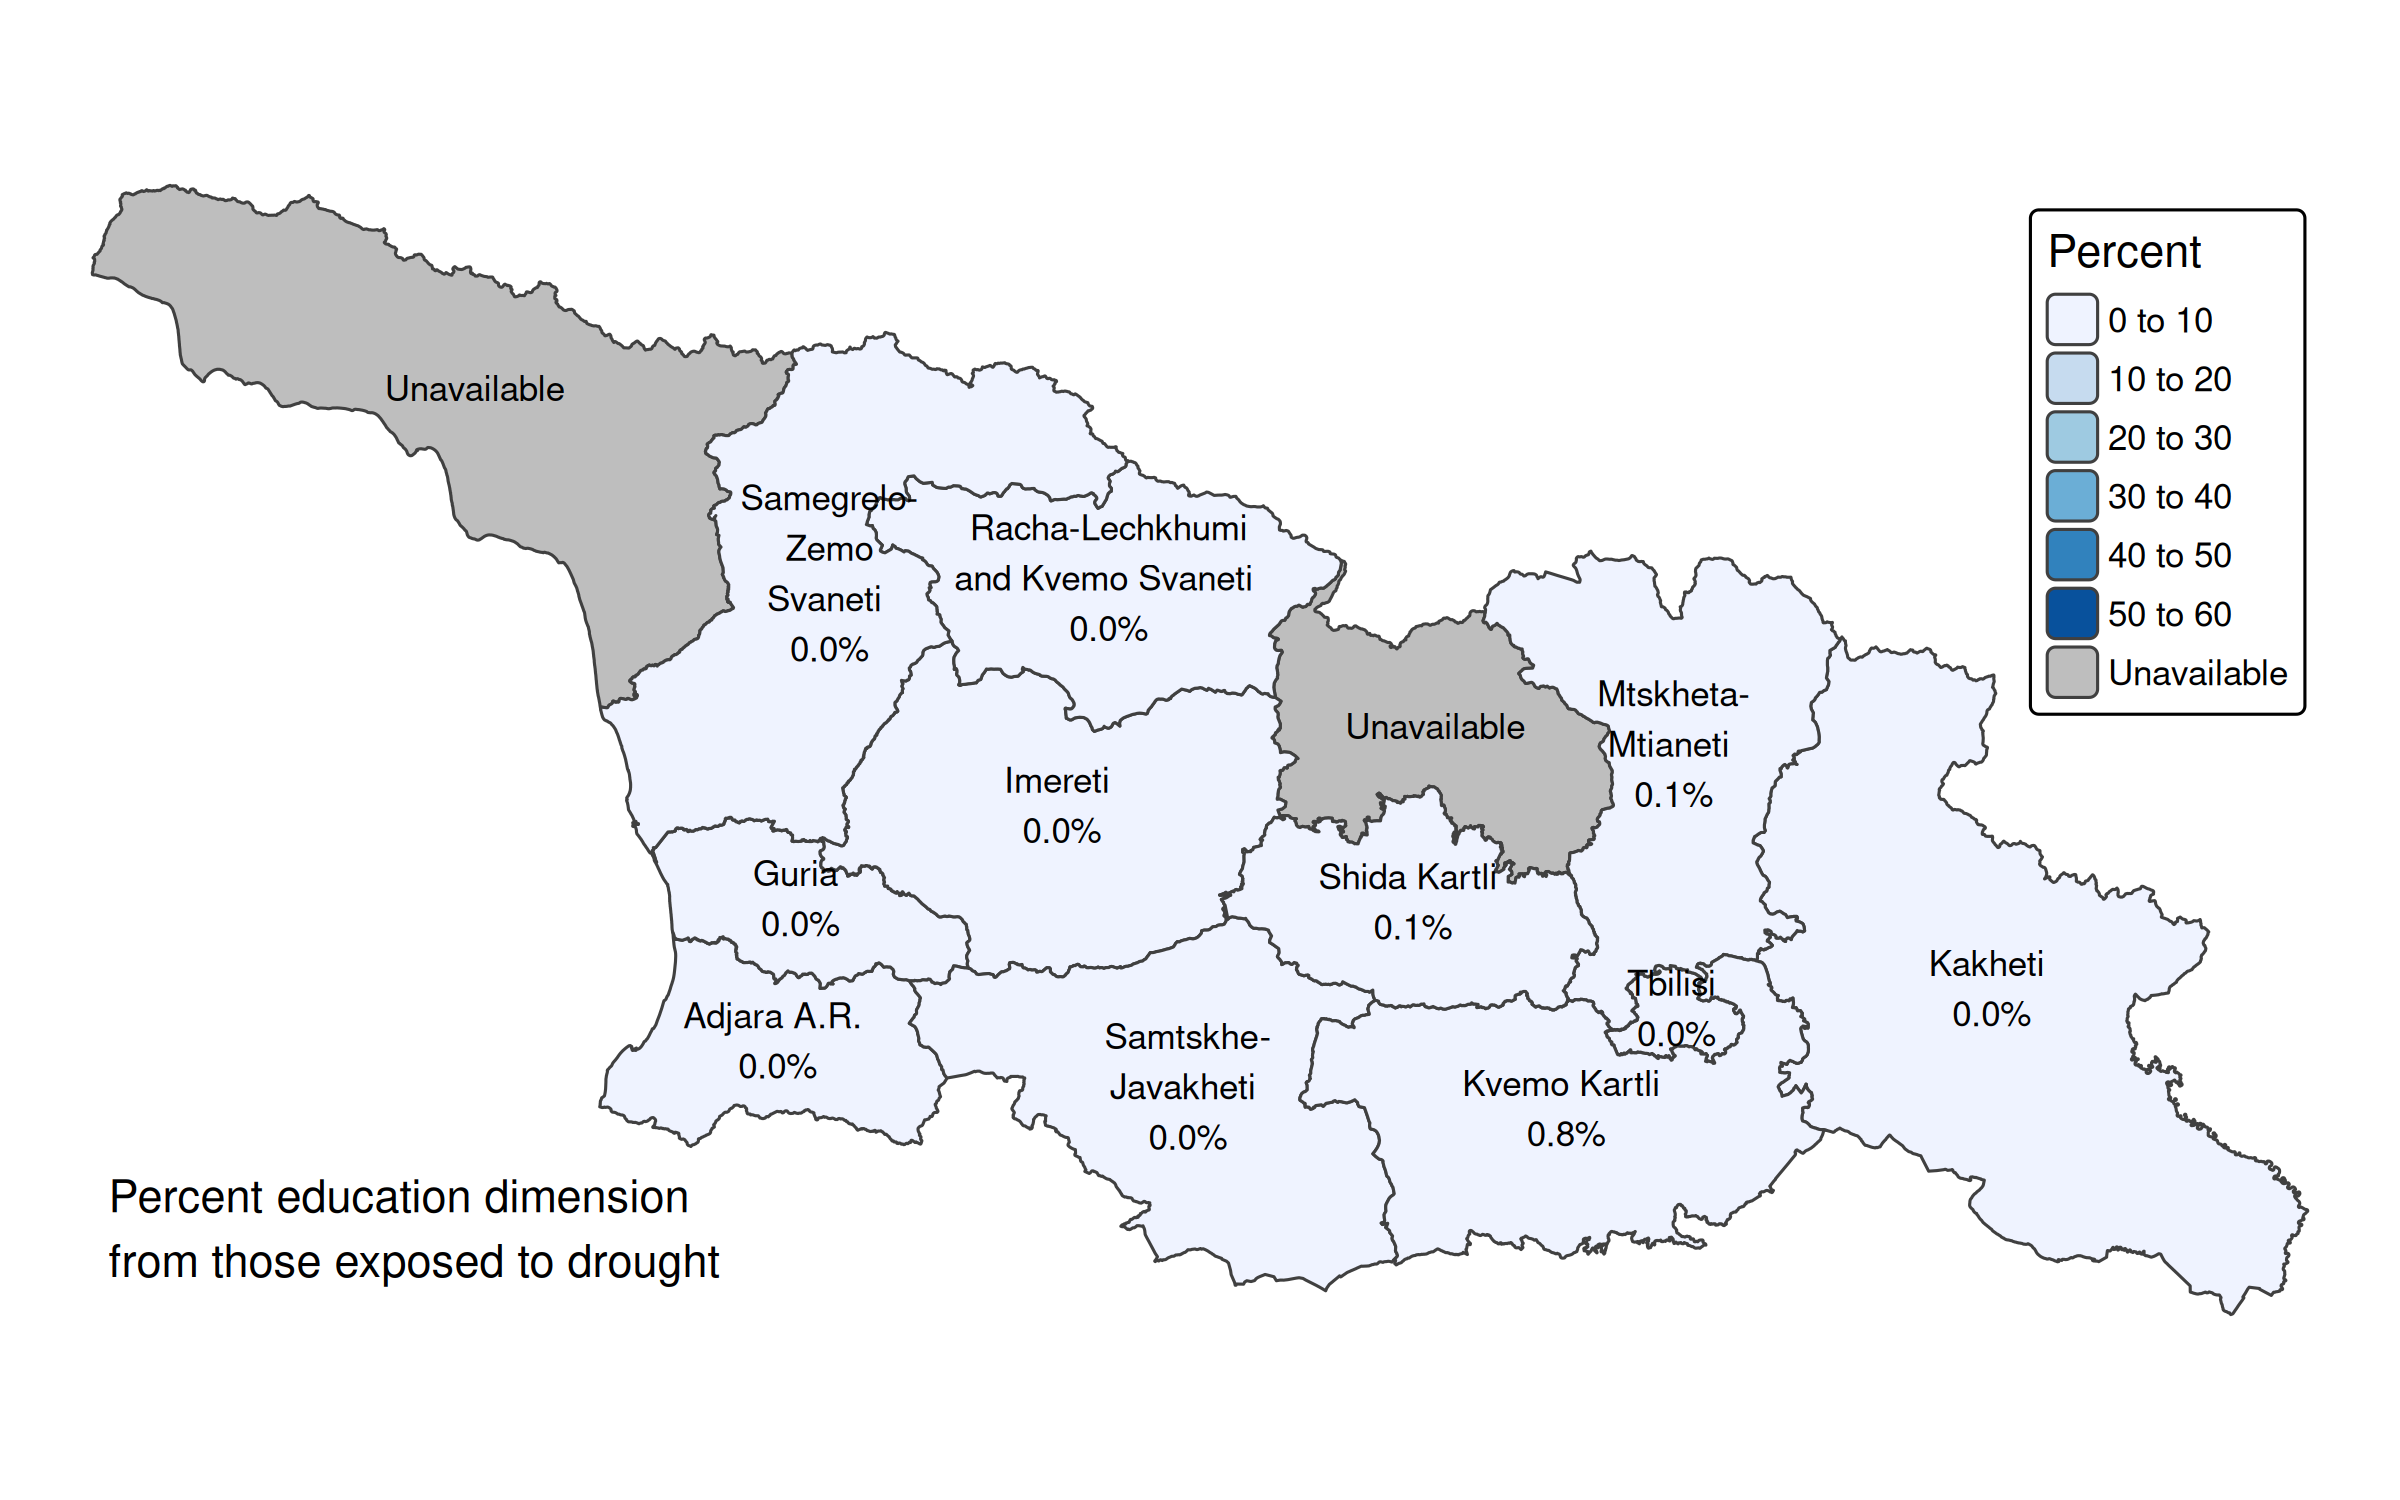 Unavailable
Samegrelo-
Zemo
Svaneti
0.0%
Racha-Lechkhumi
and Kvemo Svaneti
0.0%
Imereti
0.0%
Guria
0.0%
Adjara A.R.
0.0%
Samtskhe-
Javakheti
0.0%
Unavailable
Shida Kartli
0.1%
Mtskheta-
Mtianeti
0.1%
Tbilisi
0.0%
Kvemo Kartli
0.8%
Kakheti
0.0%
Percent
0 to 10
10 to 20
20 to 30
30 to 40
40 to 50
50 to 60
Unavailable
Percent education dimension
from those exposed to drought